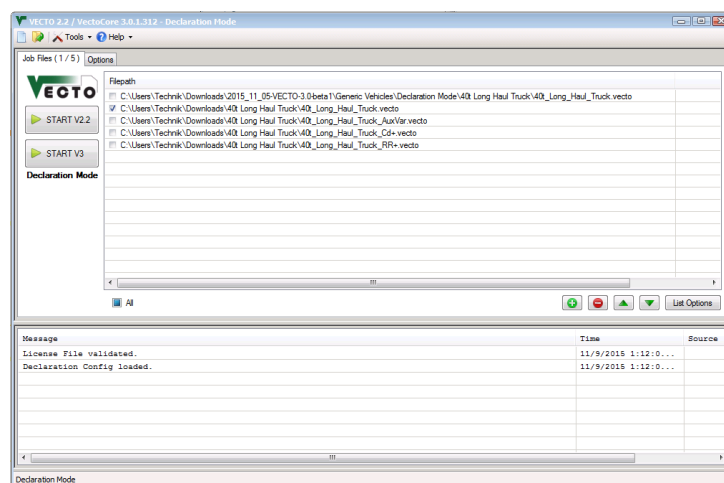 VECTO 2.2 / VectoCore 3.0.1.312 - Declaration Mode
Tools Help
Job Files ( 1 / 5 ) Options
VECTO
START V2.2
START V3
Declaration Mode
Filepath
C:\Users\Technik\Downloads\2015_11_05-VECTO-3.0-beta1\Generic Vehicles\Declaration Mode\40t Long Haul Truck\40t_Long_Haul_Truck.vecto
C:\Users\Technik\Downloads\40t Long Haul Truck\40t_Long_Haul_Truck.vecto
C:\Users\Technik\Downloads\40t Long Haul Truck\40t_Long_Haul_Truck_AuxVar.vecto
C:\Users\Technik\Downloads\40t Long Haul Truck\40t_Long_Haul_Truck_Cd+.vecto
C:\Users\Technik\Downloads\40t Long Haul Truck\40t_Long_Haul_Truck_RR+.vecto
All
List Options
Message Time Source
License File validated. 11/9/2015 1:12:0...
Declaration Config loaded. 11/9/2015 1:12:0...
Declaration Mode